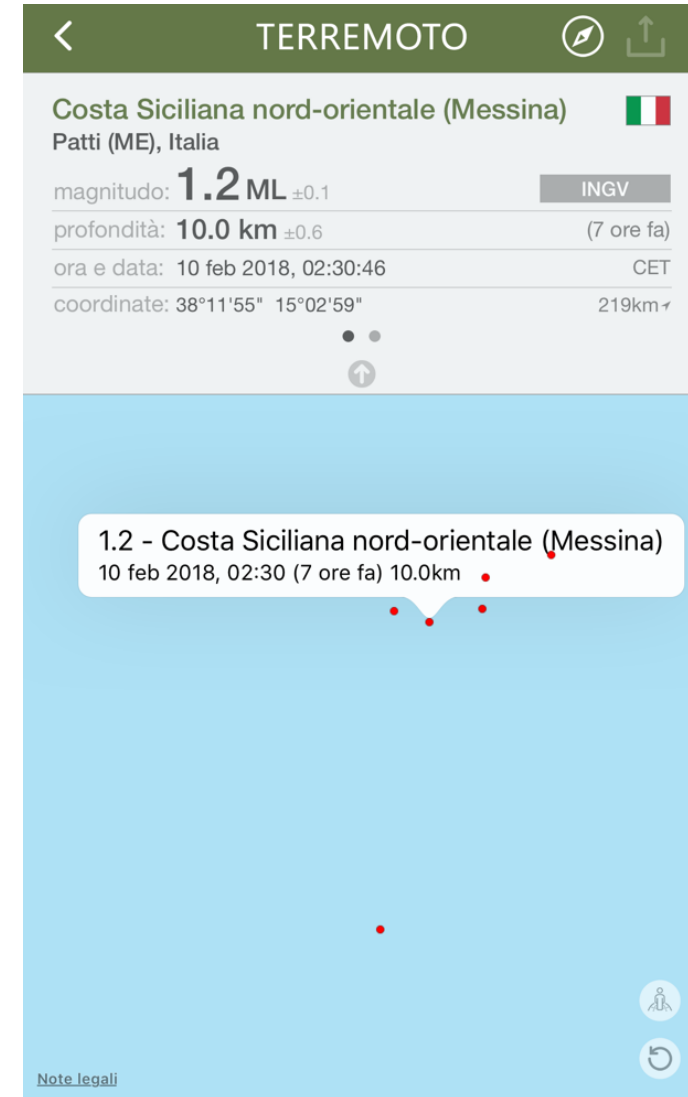 TERREMOTO
Costa Siciliana nord-orientale (Messina)
Patti (ME), Italia
magnitudo: 1.2 ML ±0.1 INGV
profondità: 10.0 km ±0.6 (7 ore fa)
ora e data: 10 feb 2018, 02:30:46 CET
coordinate: 38°11'55" 15°02'59" 219km
1.2 - Costa Siciliana nord-orientale (Messina)
10 feb 2018, 02:30 (7 ore fa) 10.0km
Note legali